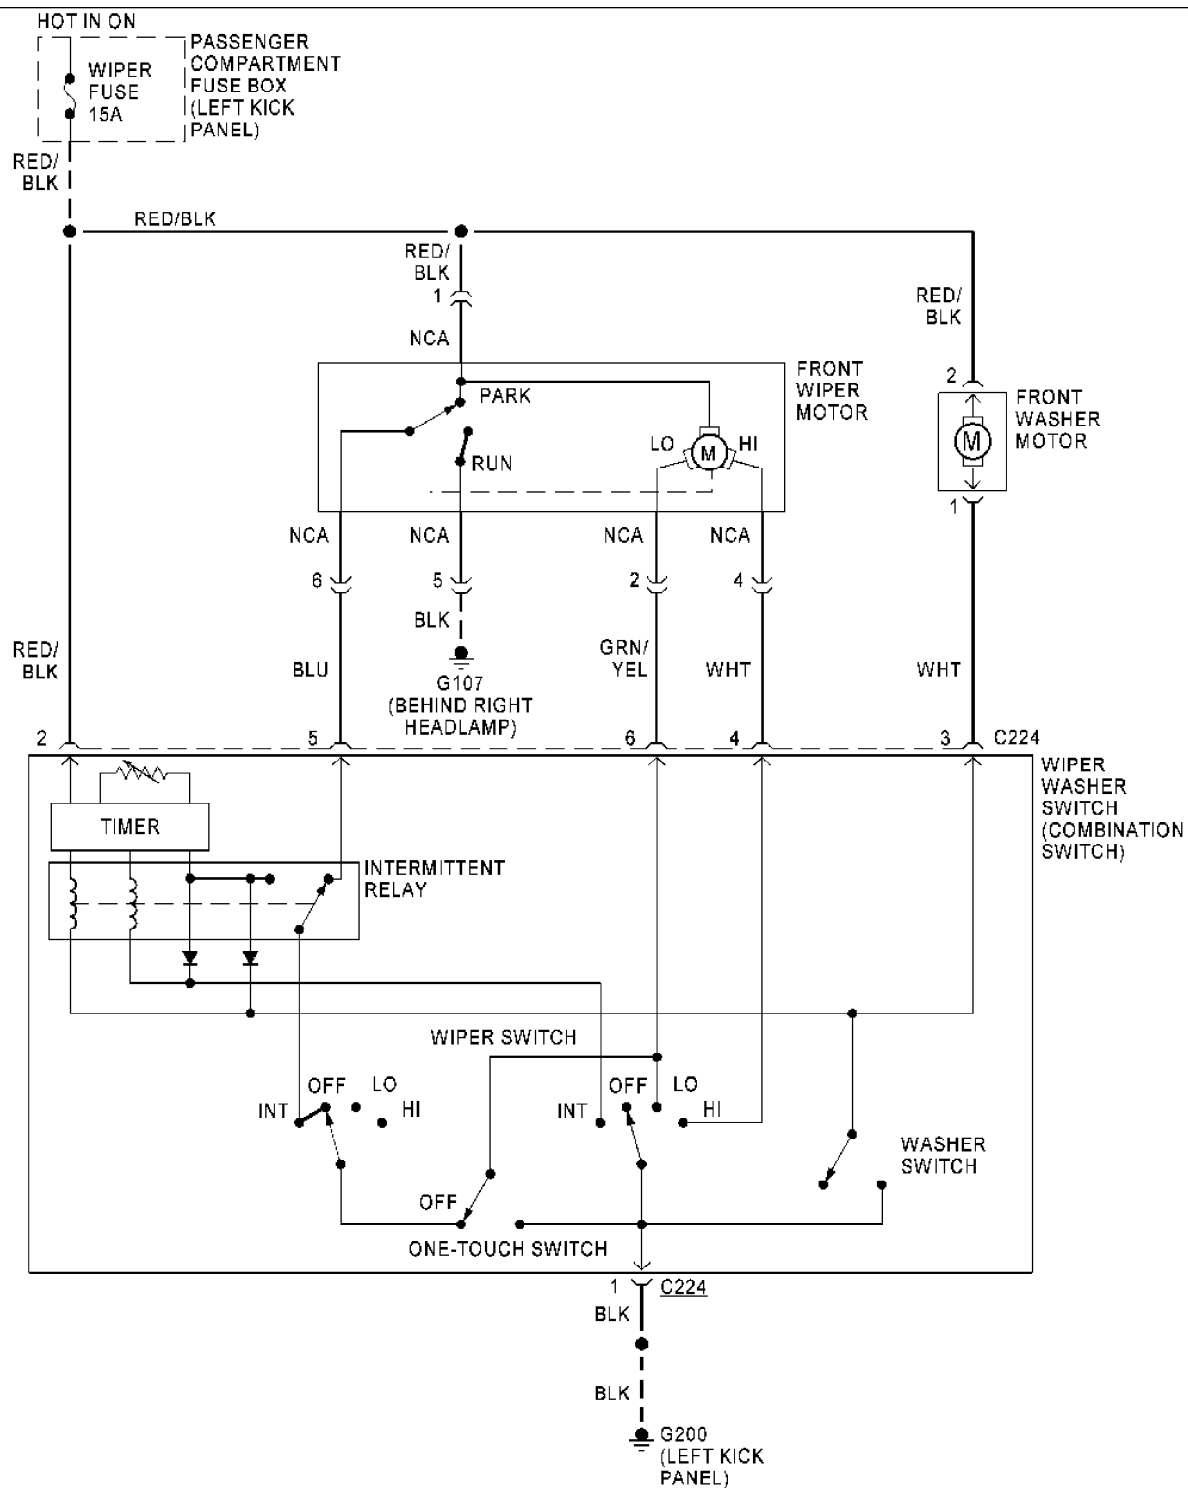 HOT IN ON
PASSENGER
COMPARTMENT
FUSE BOX
(LEFT KICK
PANEL)
WIPER
FUSE
15A
RED/
BLK
RED/BLK
RED/
BLK
1
NCA
RED/
BLK
2
FRONT
WIPER
MOTOR
FRONT
WASHER
MOTOR
PARK
LO
M
HI
M
RUN
1
NCA
NCA
NCA
NCA
6
5
2
4
BLK
RED/
BLK
BLU
G107
(BEHIND RIGHT
HEADLAMP)
GRN/
YEL
WHT
WHT
2
5
6
4
3
C224
WIPER
WASHER
SWITCH
(COMBINATION
SWITCH)
TIMER
INTERMITTENT
RELAY
WIPER SWITCH
INT
OFF
LO
HI
INT
OFF
LO
HI
WASHER
SWITCH
OFF
ONE-TOUCH SWITCH
1
C224
BLK
BLK
G200
(LEFT KICK
PANEL)